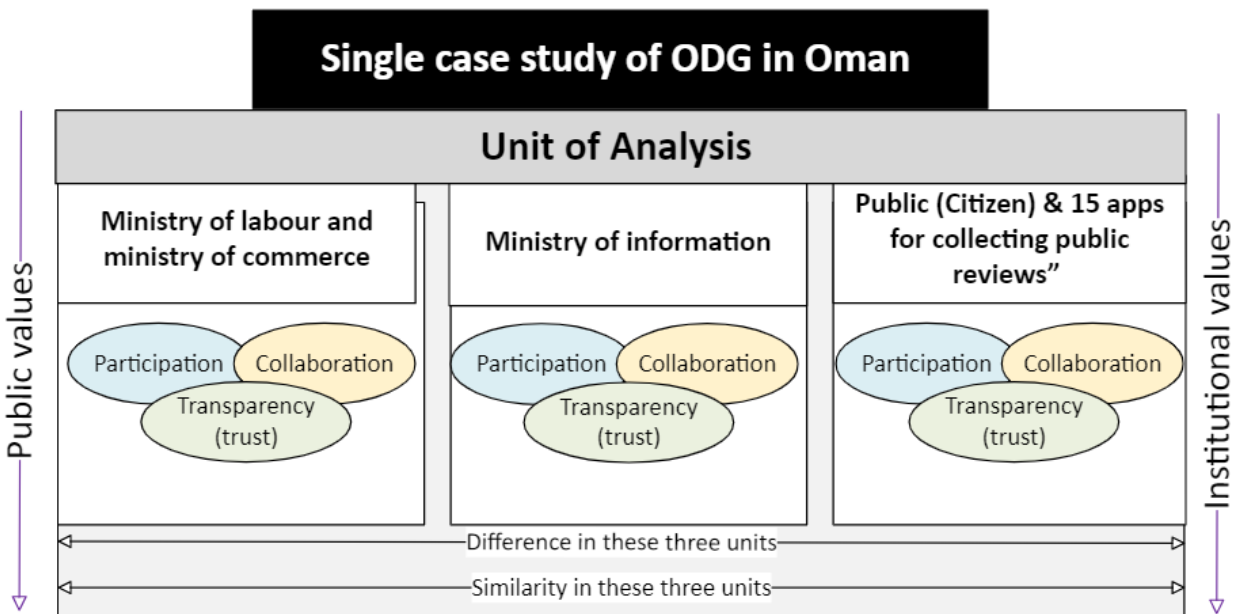 Single case study of ODG in Oman
Unit of Analysis
Public values
Ministry of labour and
ministry of commerce
Participation
Collaboration
Transparency
(trust)
Ministry of information
Participation
Collaboration
Transparency
(trust)
Public (Citizen) & 15 apps
for collecting public
reviews”
Participation
Collaboration
Transparency
(trust)
Institutional values
Difference in these three units
Similarity in these three units